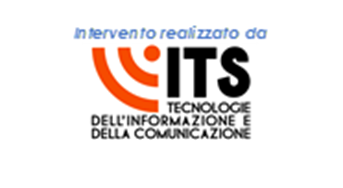 Intervento realizzato da
ITS
TECNOLOGIE
DELL'INFORMAZIONE E
DELLA COMUNICAZIONE